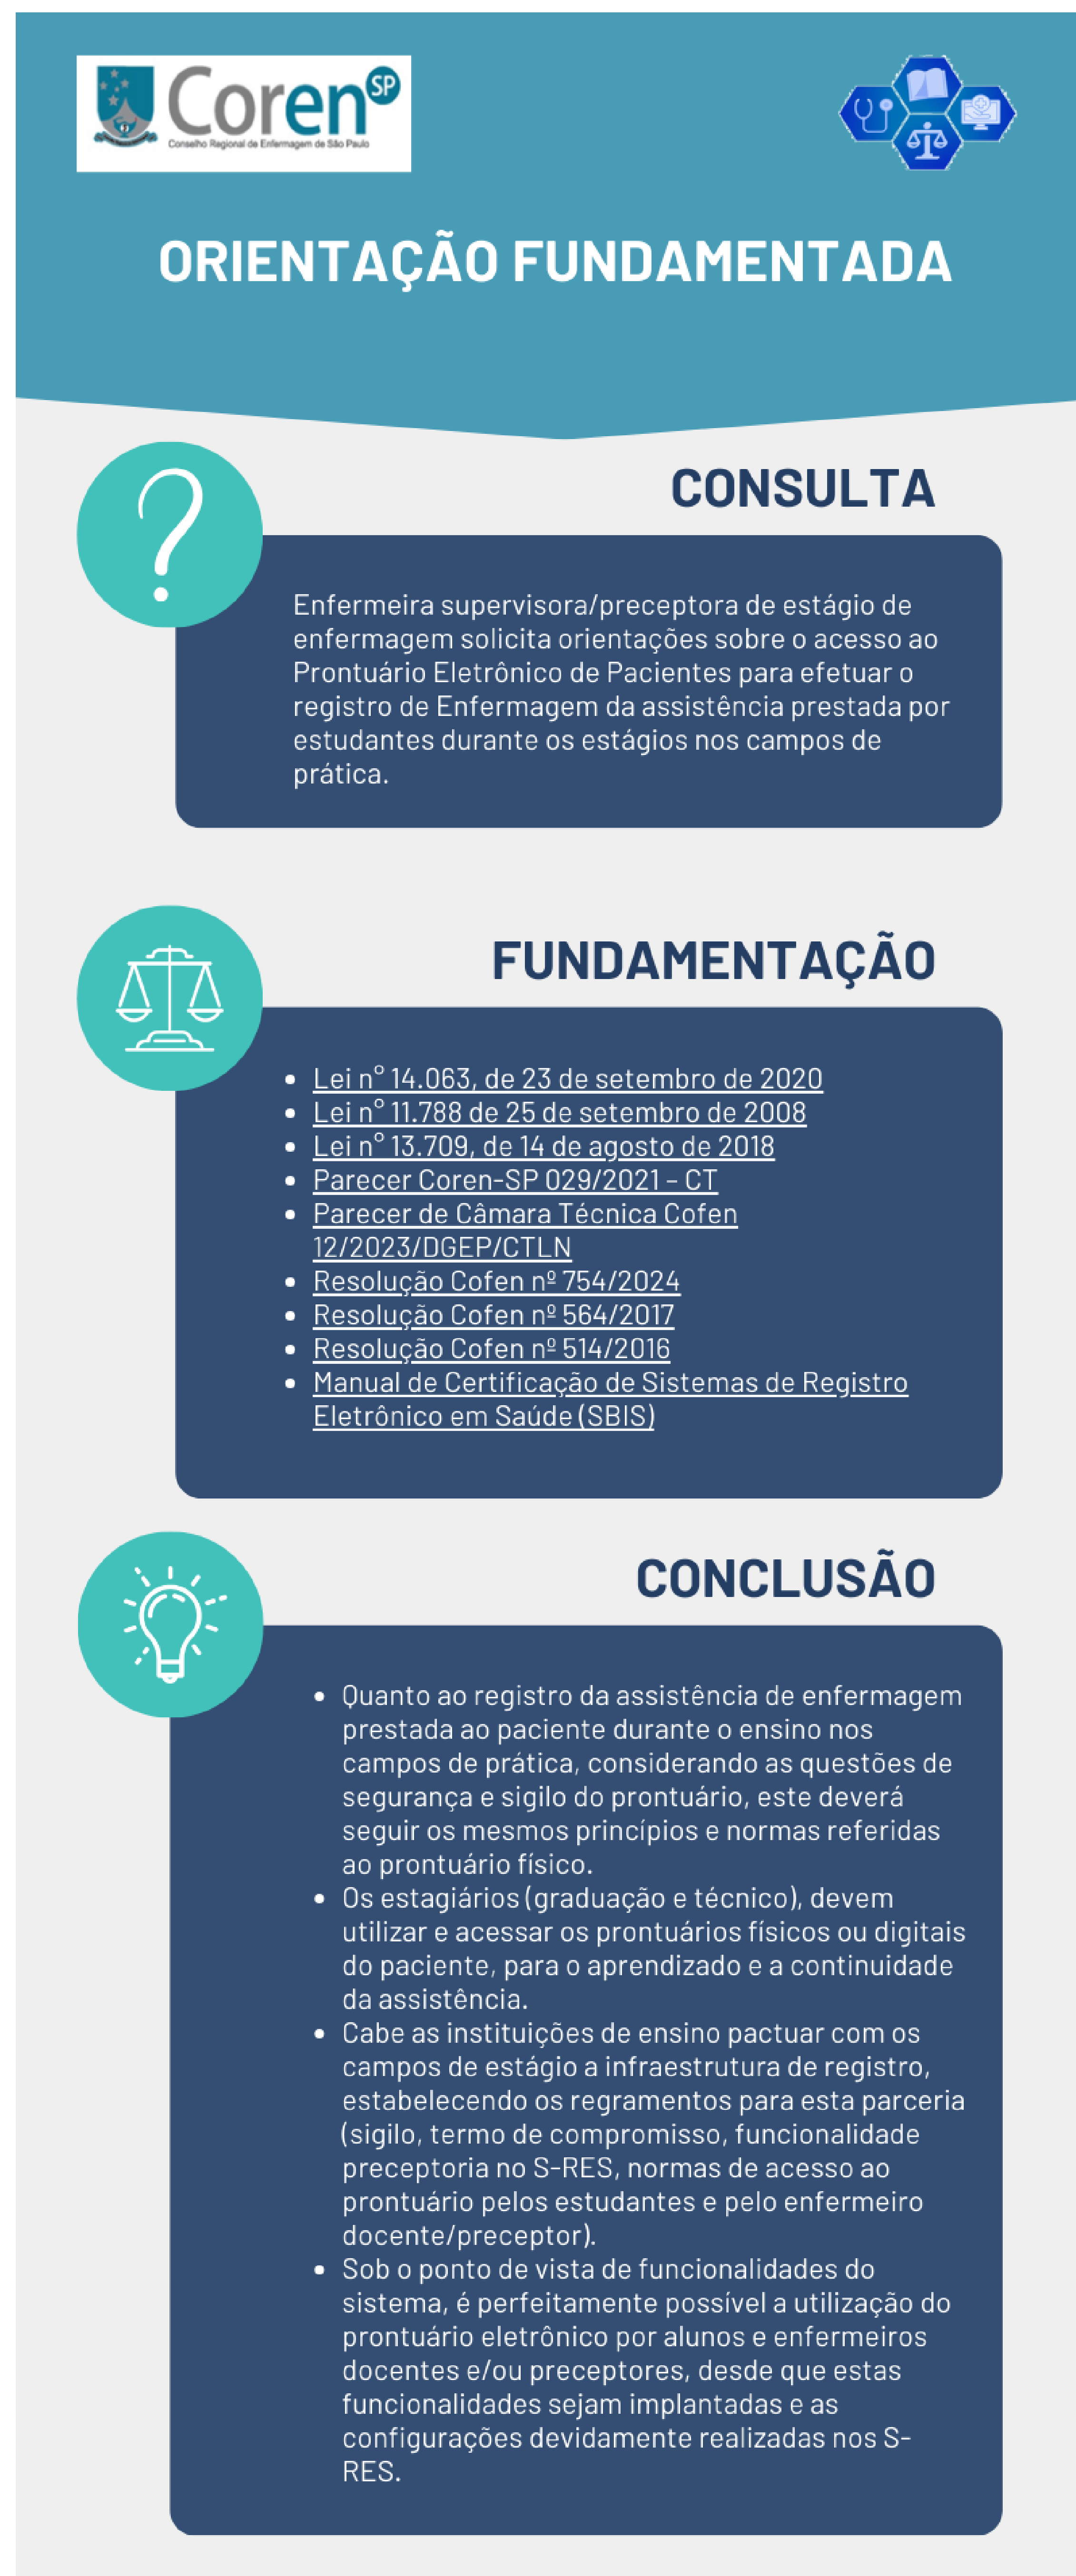 Coren SP
Conselho Regional de Enfermagem de São Paulo
ORIENTAÇÃO FUNDAMENTADA
CONSULTA
Enfermeira supervisora/preceptora de estágio de
enfermagem solicita orientações sobre o acesso ao
Prontuário Eletrônico de Pacientes para efetuar o
registro de Enfermagem da assistência prestada por
estudantes durante os estágios nos campos de
prática.
FUNDAMENTAÇÃO
• Lei n° 14.063, de 23 de setembro de 2020
• Lei n° 11.788 de 25 de setembro de 2008
• Lei n° 13.709, de 14 de agosto de 2018
• Parecer Coren-SP 029/2021 – CT
• Parecer de Câmara Técnica Cofen
12/2023/DGEP/CTLN
• Resolução Cofen nº 754/2024
• Resolução Cofen nº 564/2017
• Resolução Cofen nº 514/2016
• Manual de Certificação de Sistemas de Registro
Eletrônico em Saúde (SBIS)
CONCLUSÃO
• Quanto ao registro da assistência de enfermagem
prestada ao paciente durante o ensino nos
campos de prática, considerando as questões de
segurança e sigilo do prontuário, este deverá
seguir os mesmos princípios e normas referidas
ao prontuário físico.
• Os estagiários (graduação e técnico), devem
utilizar e acessar os prontuários físicos ou digitais
do paciente, para o aprendizado e a continuidade
da assistência.
• Cabe as instituições de ensino pactuar com os
campos de estágio a infraestrutura de registro,
estabelecendo os regramentos para esta parceria
(sigilo, termo de compromisso, funcionalidade
preceptoria no S-RES, normas de acesso ao
prontuário pelos estudantes e pelo enfermeiro
docente/preceptor).
• Sob o ponto de vista de funcionalidades do
sistema, é perfeitamente possível a utilização do
prontuário eletrônico por alunos e enfermeiros
docentes e/ou preceptores, desde que estas
funcionalidades sejam implantadas e as
configurações devidamente realizadas nos S-
RES.